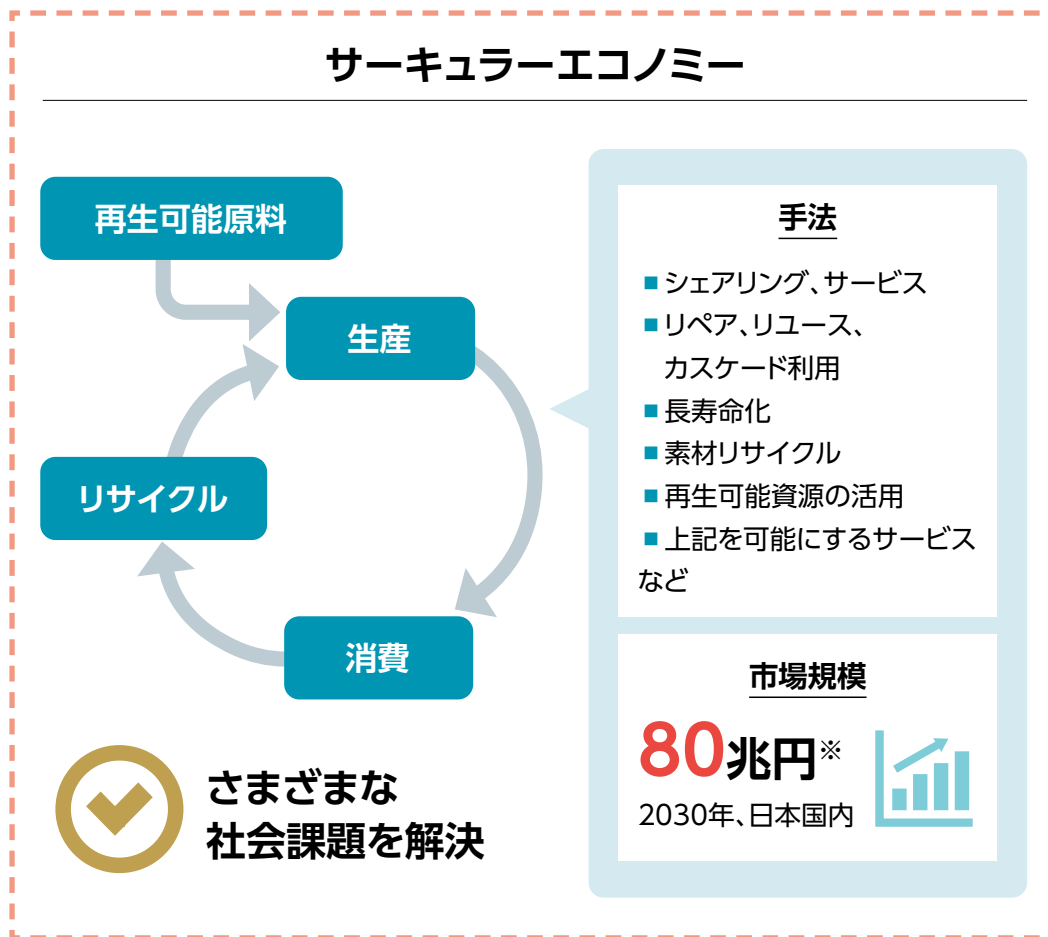 サーキュラーエコノミー
再生可能原料
生産
リサイクル
消費
さまざまな
社会課題を解決
手法
■ シェアリング、サービス
■ リペア、リユース、
カスケード利用
■ 長寿命化
■ 素材リサイクル
■ 再生可能資源の活用
■ 上記を可能にするサービス
など
市場規模
80兆円※
2030年、日本国内